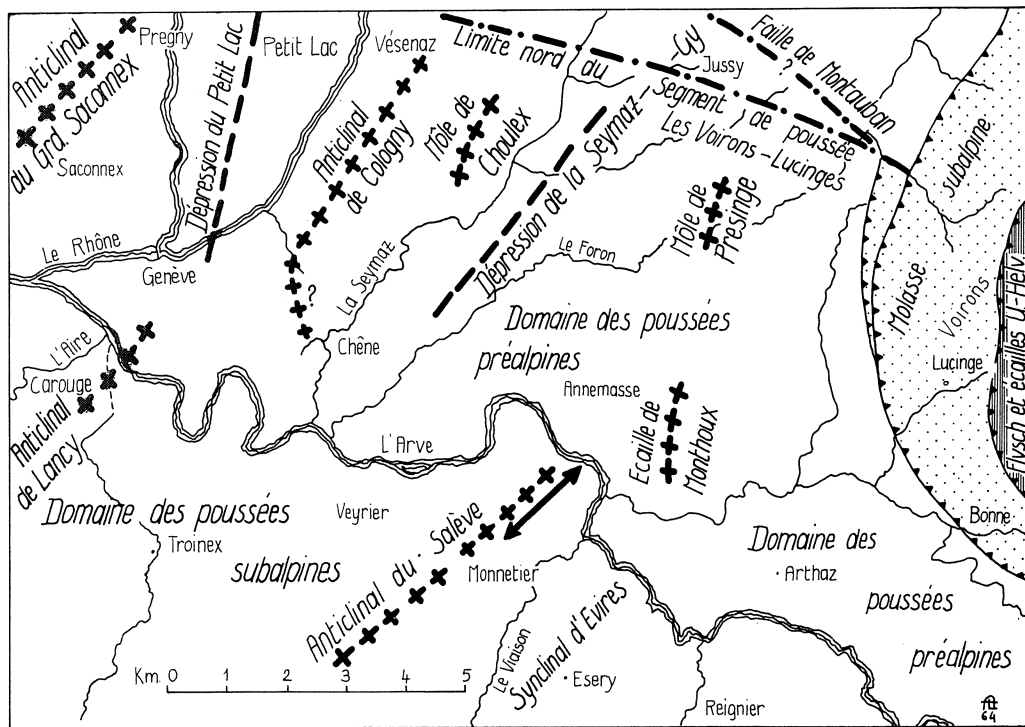 Anticlinal
du Grd. Saconnex
Pregny
Saconnex
Dépression du Petit Lac
Petit Lac
Vésenaz
Limite nord du Segment de poussée
Les Voirons-Lucinges
Gy
Jussy
Faille de Montauban
?
subalpine
Anticlinal
de Cologny
?
Môle de
Choulex
Dépression de la Seymaz
Môle de
Presinge
Le Rhône
Genève
La Seymaz
Le Foron
Molasse
Voirons
Lucinge
Flysch et écailles U-Helv.
Domaine des poussées
préalpines
Chêne
Annemasse
L'Aire
Carouge
Anticlinal
de Lancy
L'Arve
Ecaille de
Monthoux
Domaine des poussées
subalpines
Troinex
Veyrier
Anticlinal du Salève
Monnetier
Bonne
Domaine des
poussées
préalpines
Arthaz
Le Viaison
Synclinal d'Evires
Esery
Reignier
Km. 0 1 2 3 4 5
64